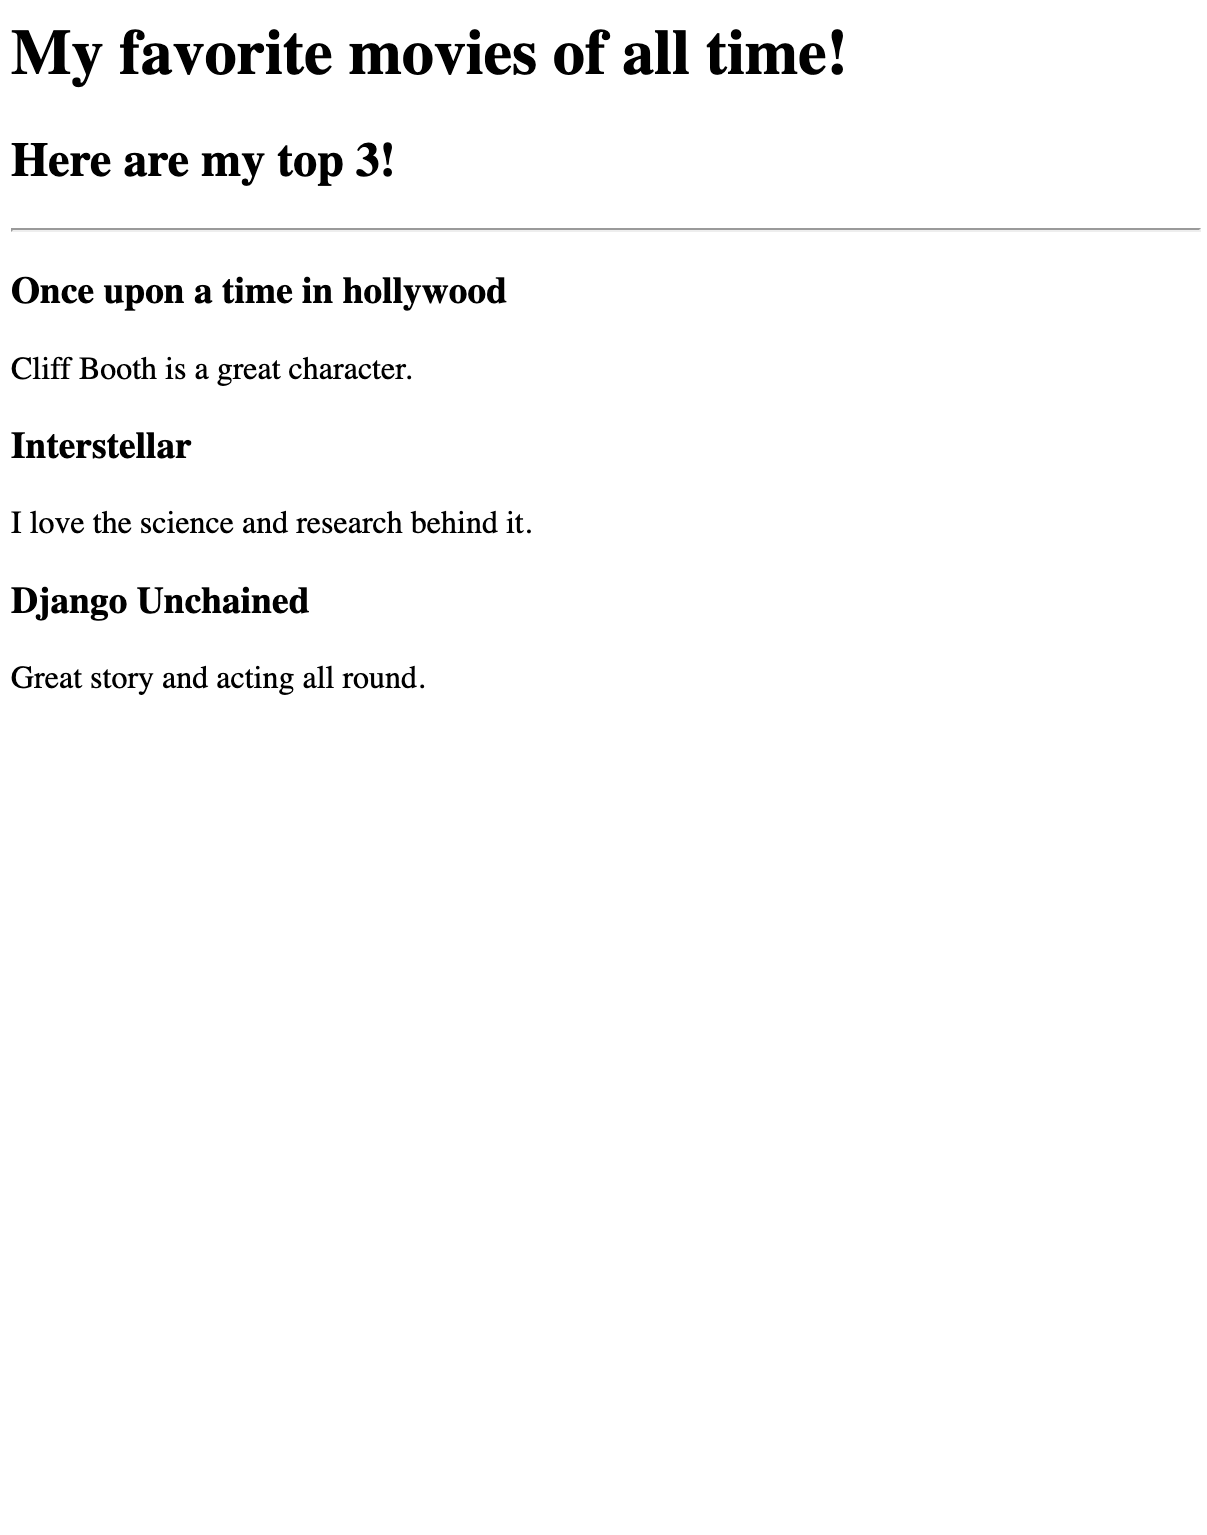 My favorite movies of all time!
Here are my top 3!
Once upon a time in hollywood
Cliff Booth is a great character.
Interstellar
I love the science and research behind it.
Django Unchained
Great story and acting all round.